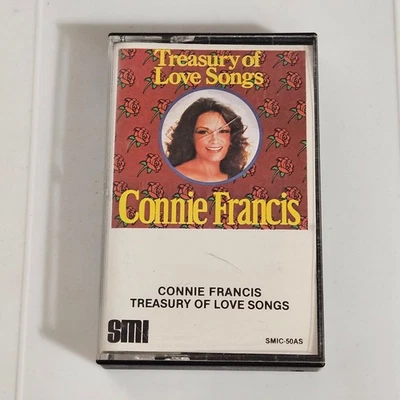 Treasury of
Love Songs
Connie Francis
CONNIE FRANCIS
TREASURY OF LOVE SONGS
SMI
SMIC-50AS